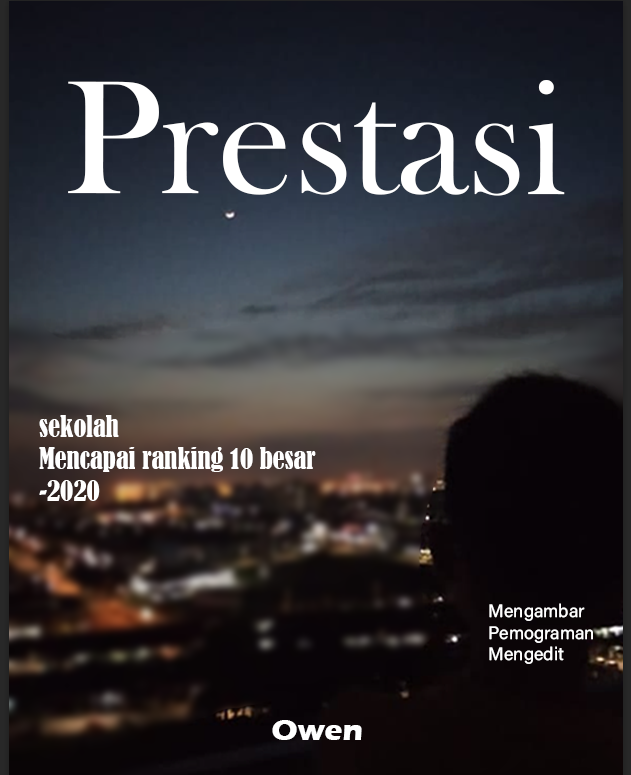 Prestasi
sekolah
Mencapai ranking 10 besar
-2020
Mengambar
Pemograman
Mengedit
Owen